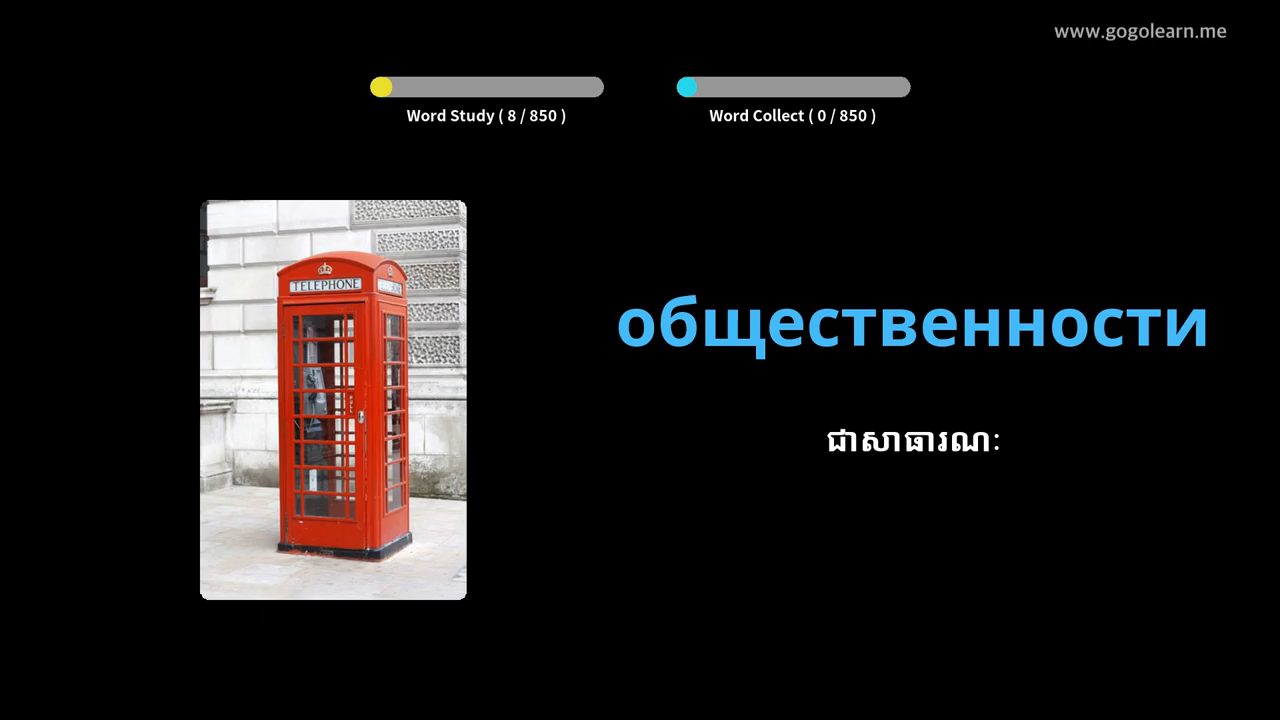 www.gogolearn.me
Word Study ( 8 / 850 )
Word Collect ( 0 / 850 )
TELEPHONE
общественности
ជាសាធារណៈ